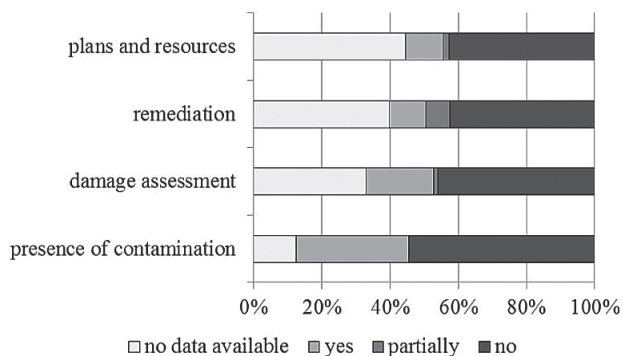 plans and resources
remediation
damage assessment
presence of contamination
0% 20% 40% 60% 80% 100%
no data available yes partially no